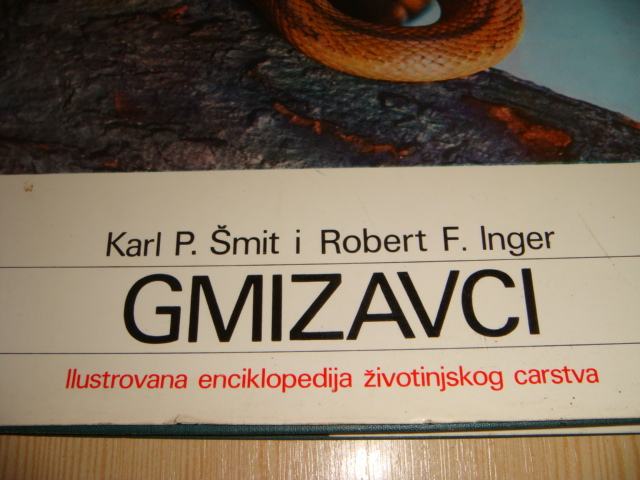 Karl P. Šmit i Robert F. Inger
GMIZAVCI
Ilustrovana enciklopedija životinjskog carstva